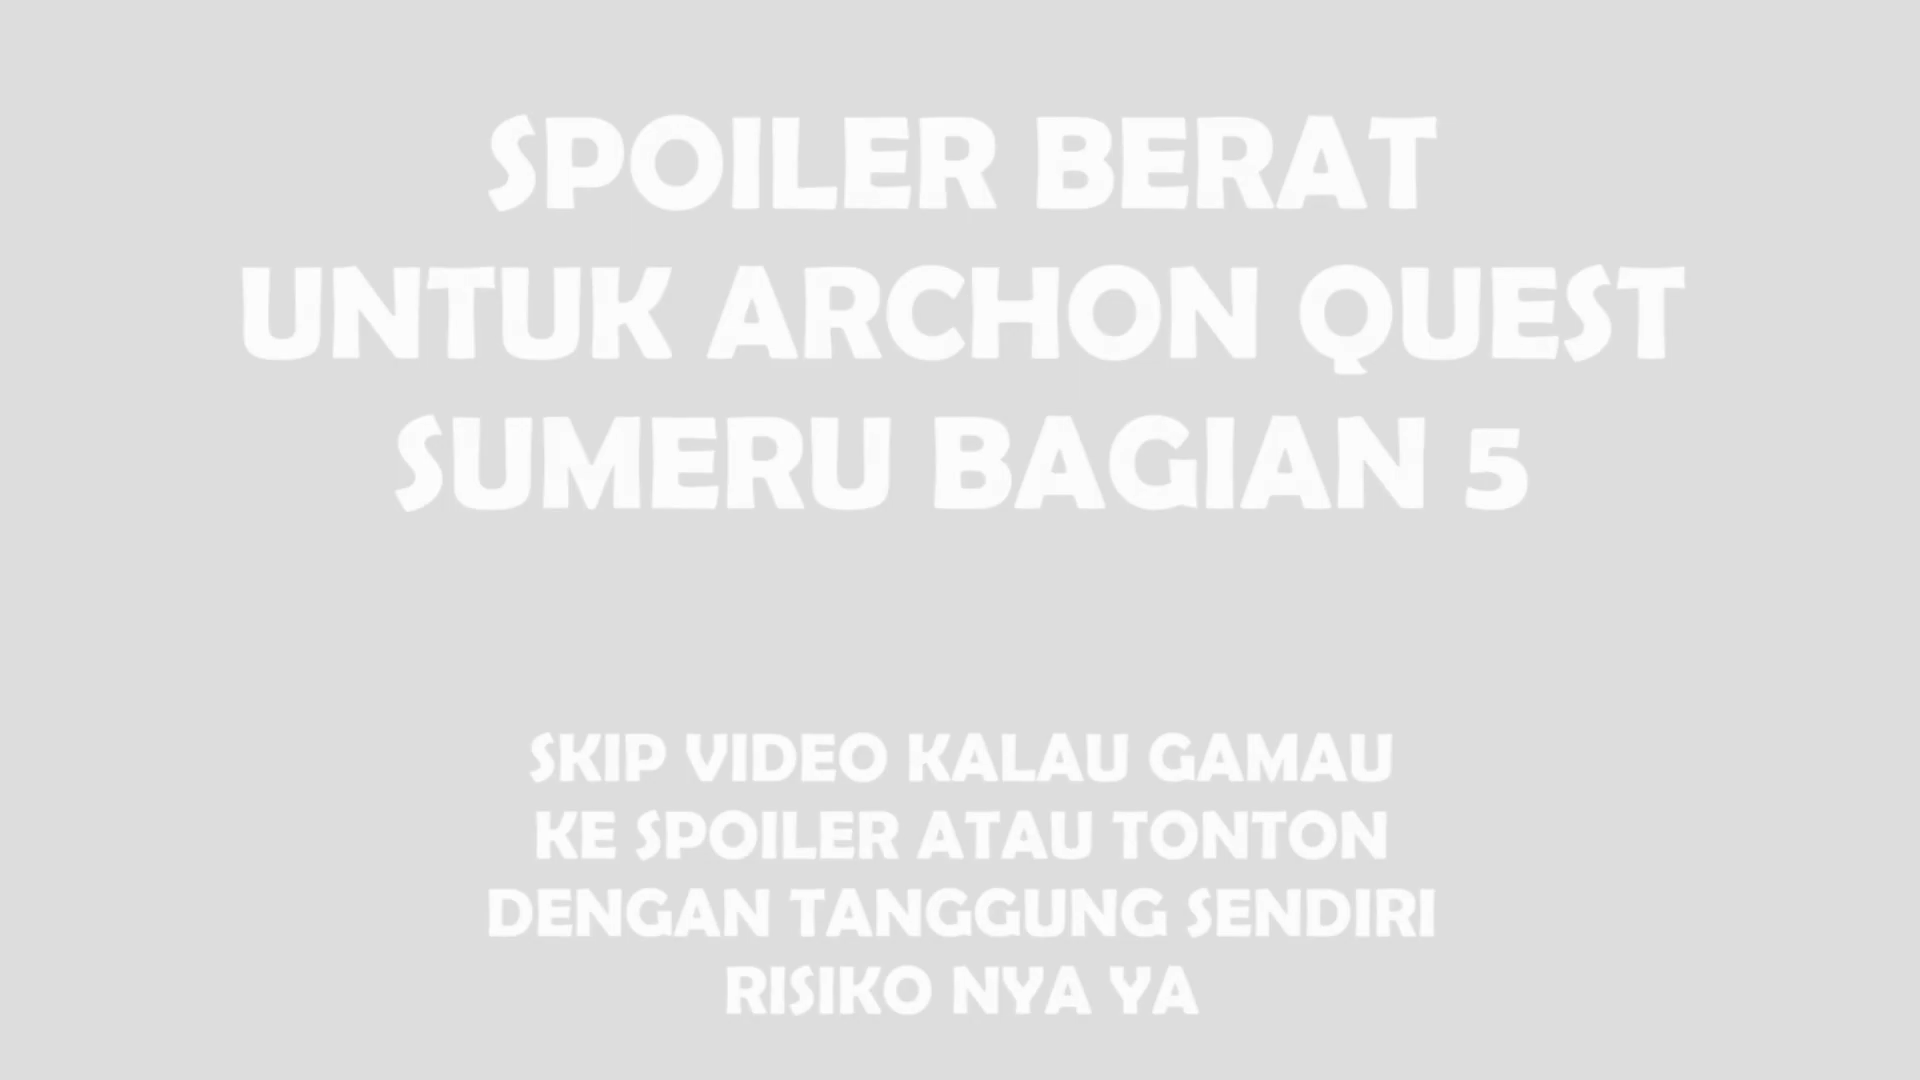 SPOILER BERAT
UNTUK ARCHON QUEST
SUMERU BAGIAN 5
SKIP VIDEO KALAU GAMAU
KE SPOILER ATAU TONTON
DENGAN TANGGUNG SENDIRI
RISIKO NYA YA